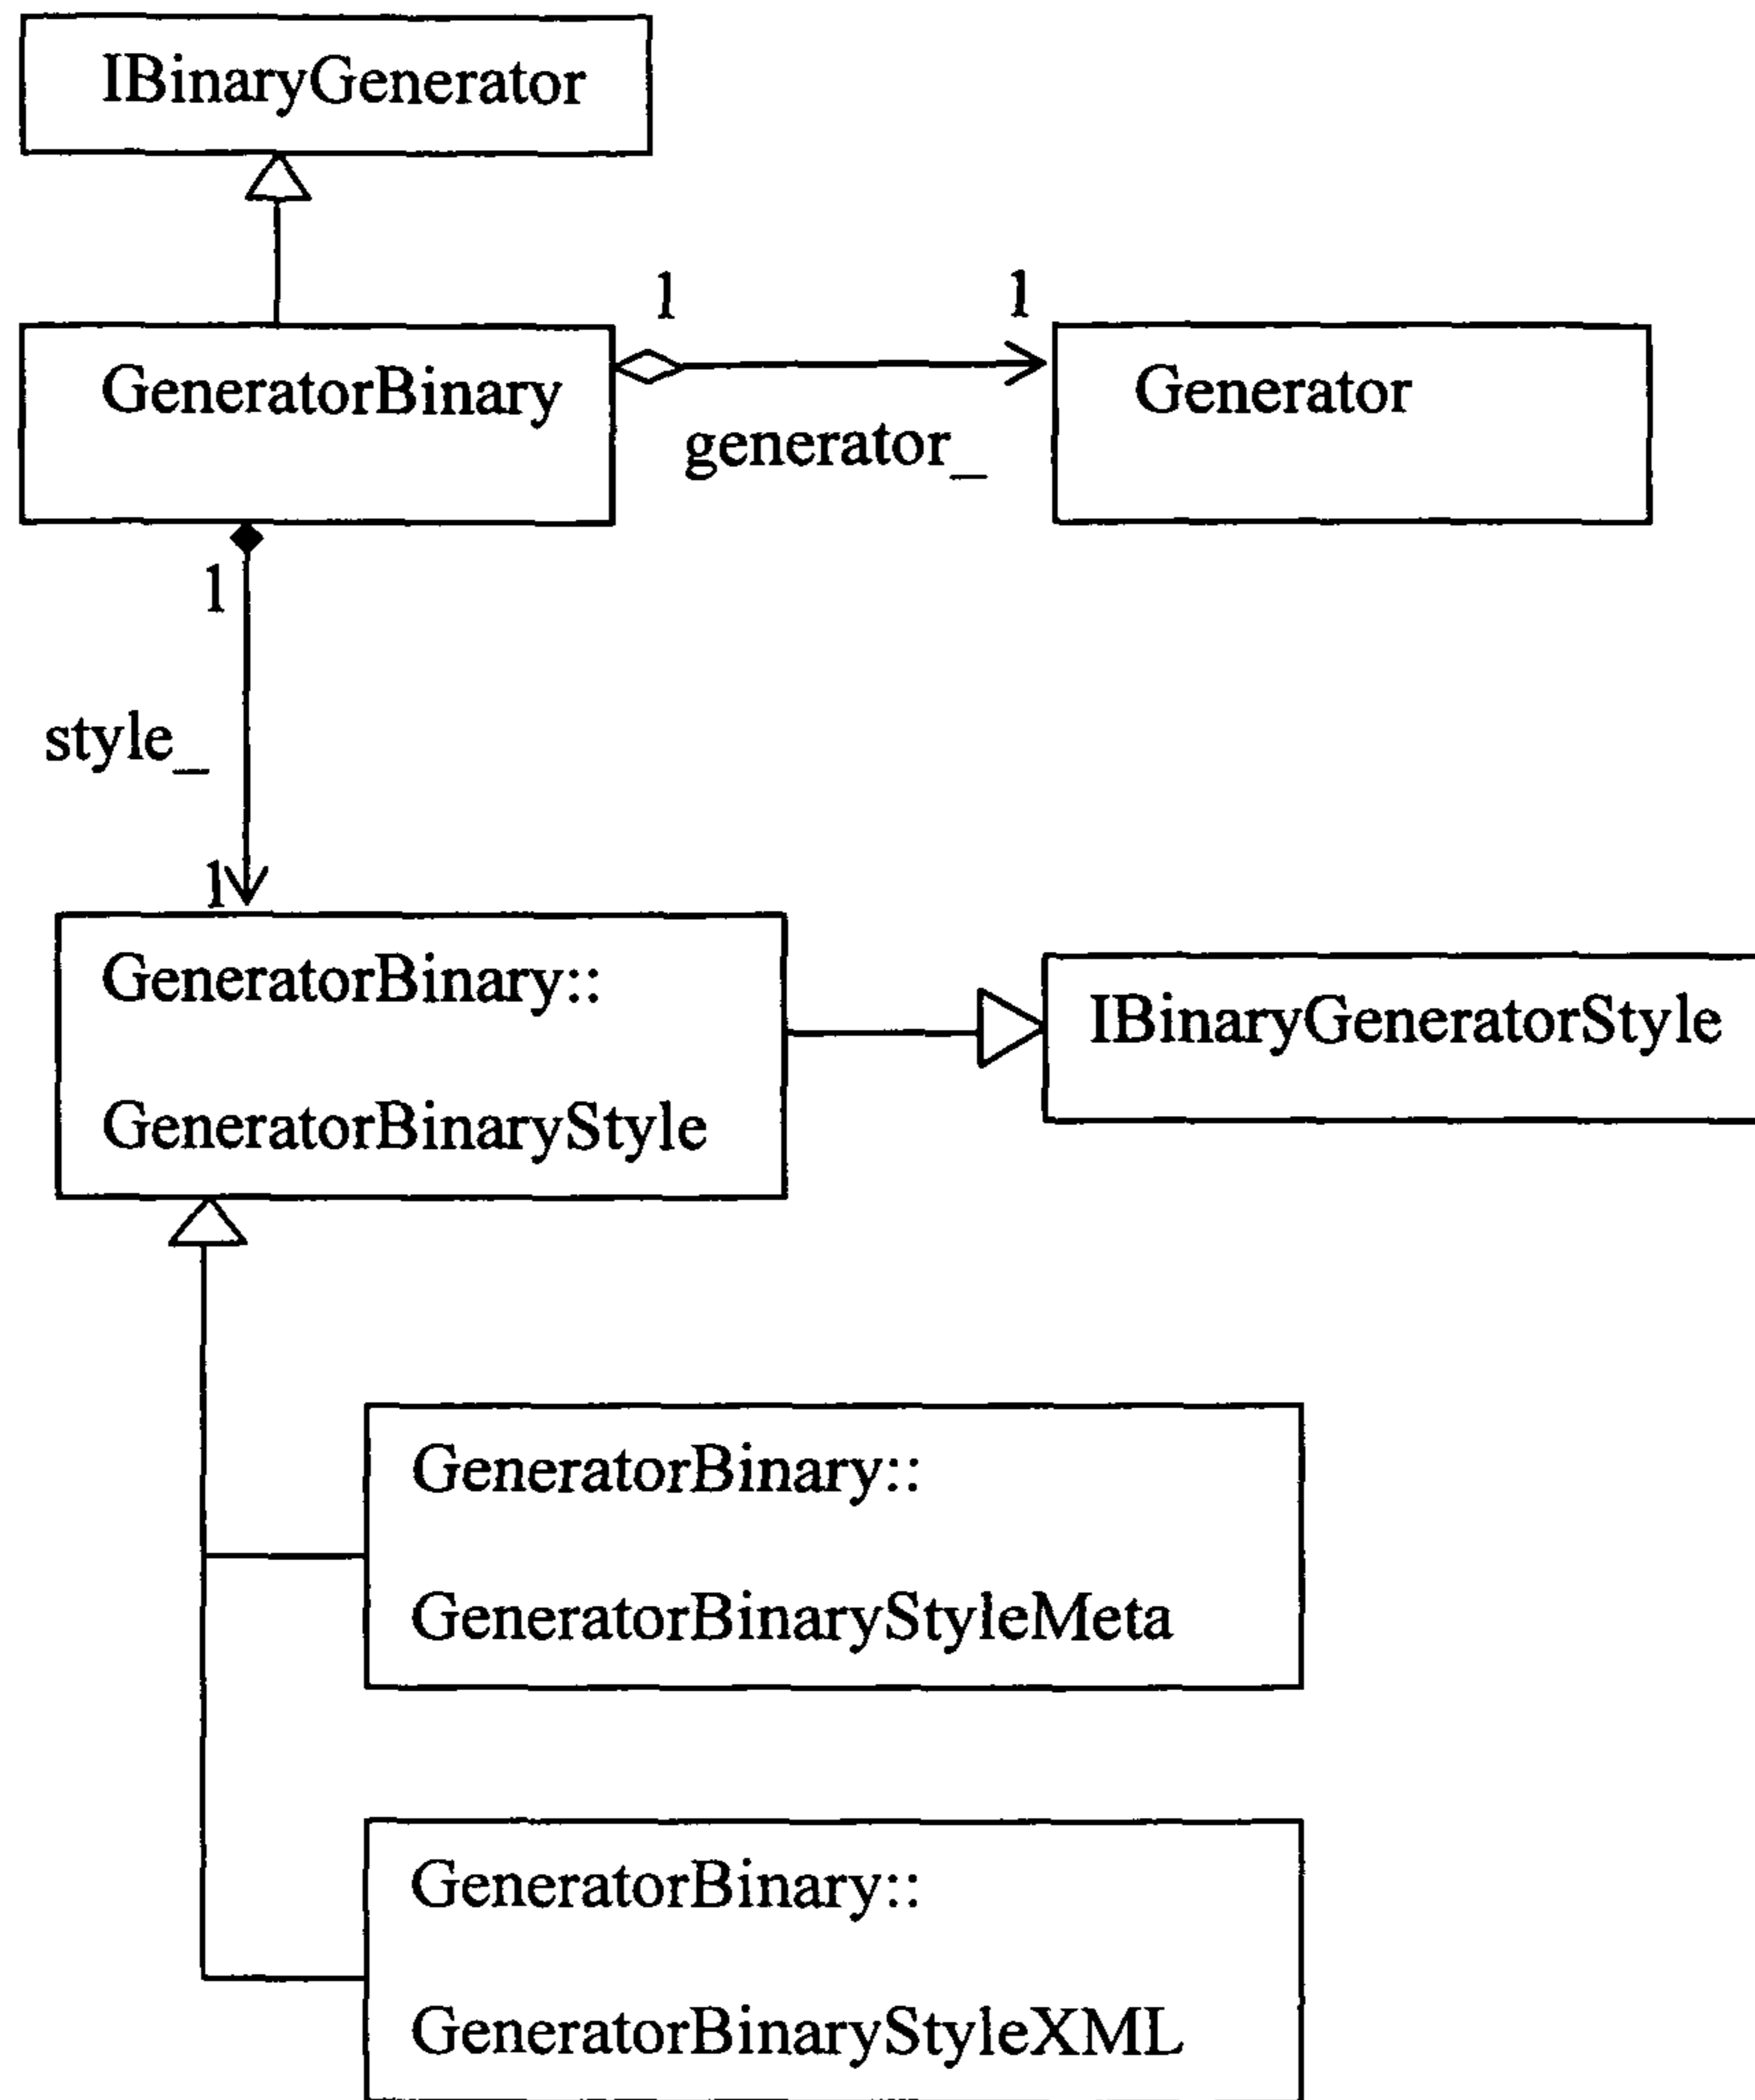 IBinaryGenerator
1 1
GeneratorBinary
Generator
generator_
1
style_
1
GeneratorBinary::
GeneratorBinaryStyle
IBinaryGeneratorStyle
GeneratorBinary::
GeneratorBinaryStyleMeta
GeneratorBinary::
GeneratorBinaryStyleXML